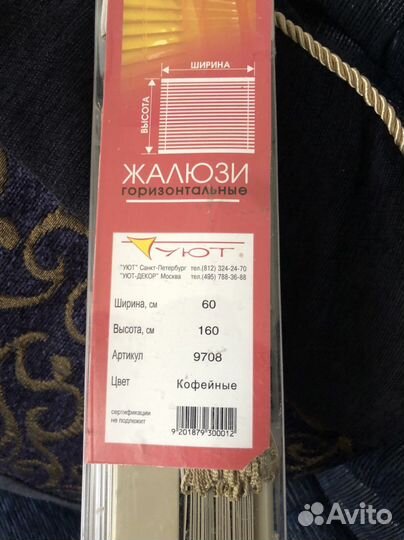 ШИРИНА
ВЫСОТА
ЖАЛЮЗИ
горизонтальные
УЮТ®
"УЮТ" Санкт-Петербург тел.(812) 324-24-70
"УЮТ-ДЕКОР" Москва тел.(495) 788-36-88
Ширина, см 60
Высота, см 160
Артикул 9708
Цвет Кофейные
сертификации
не подлежит
9 201879 300012
Avito